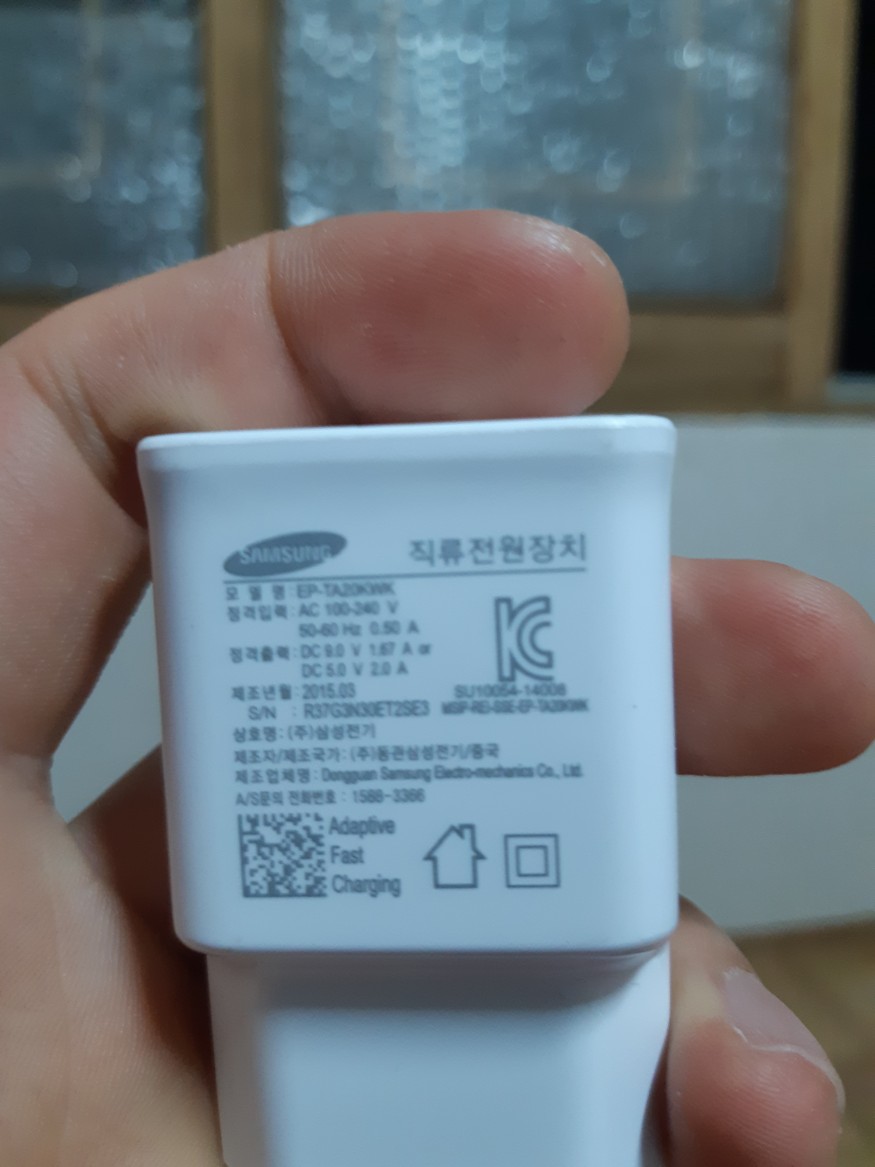 SAMSUNG 직류전원장치
모 델 명 : EP-TA20KWK
정격입력 : AC 100-240 V
50-60 Hz 0.50 A
정격출력 : DC 9.0 V 1.67 A or
DC 5.0 V 2.0 A
제조년월 : 2015.03
SU10054-14008
S/N : R37G3N30ET2SE3 MSIP-REI-SSE-EP-TA20KWK
상호명 : (주)삼성전기
제조자/제조국가 : (주)동관삼성전기/중국
제조업체명 : Dongguan Samsung Electro-mechanics Co., Ltd.
A/S문의 전화번호 : 1588-3366
Adaptive
Fast
Charging